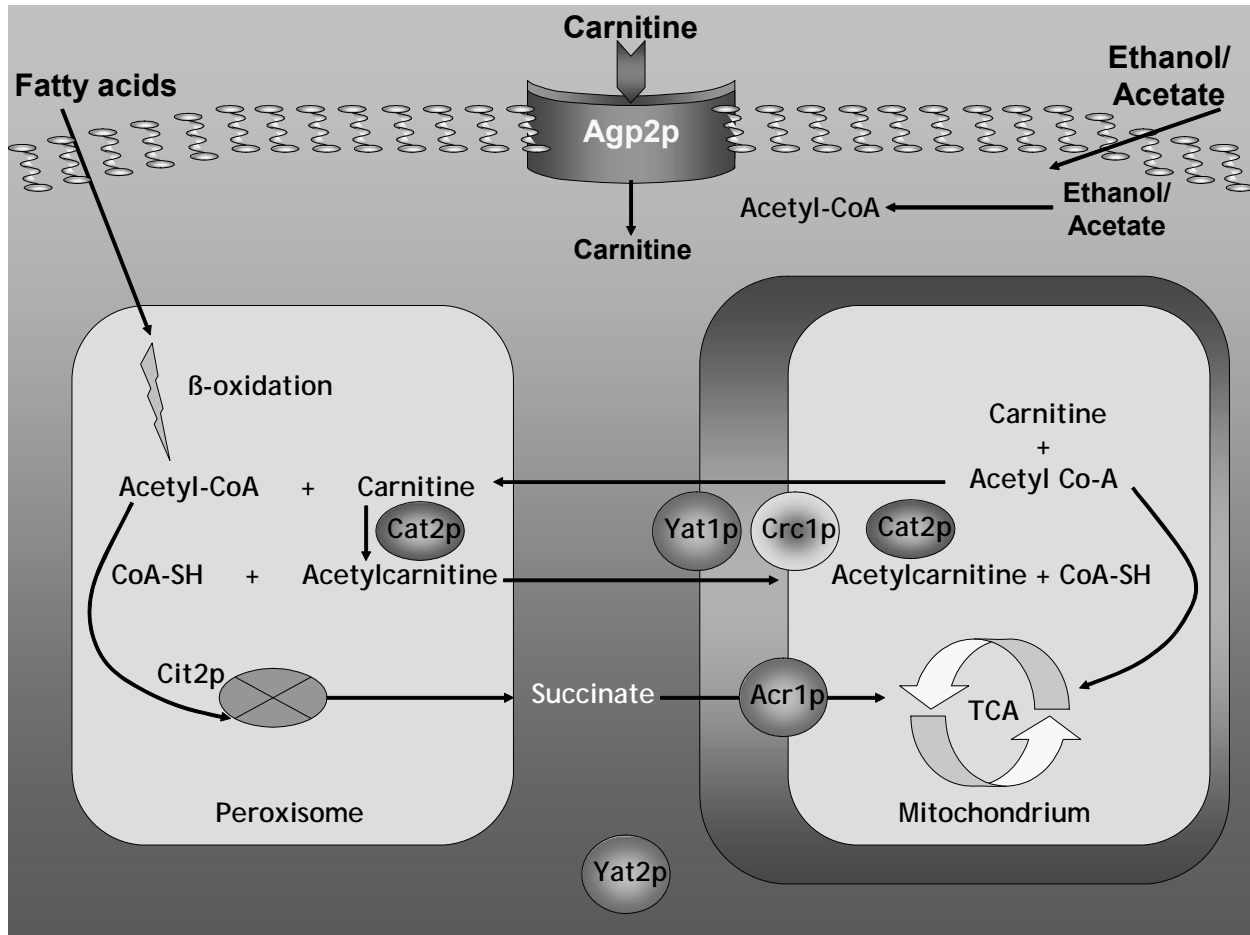 Carnitine
Fatty acids
Ethanol/
Acetate
Agp2p
Acetyl-CoA
Ethanol/
Acetate
Carnitine
ß-oxidation
Carnitine
+
Acetyl-CoA + Carnitine
Acetyl Co-A
Cat2p
Yat1p
Crc1p
Cat2p
CoA-SH + Acetylcarnitine
Acetylcarnitine + CoA-SH
Cit2p
Succinate
Acr1p
TCA
Peroxisome
Mitochondrium
Yat2p